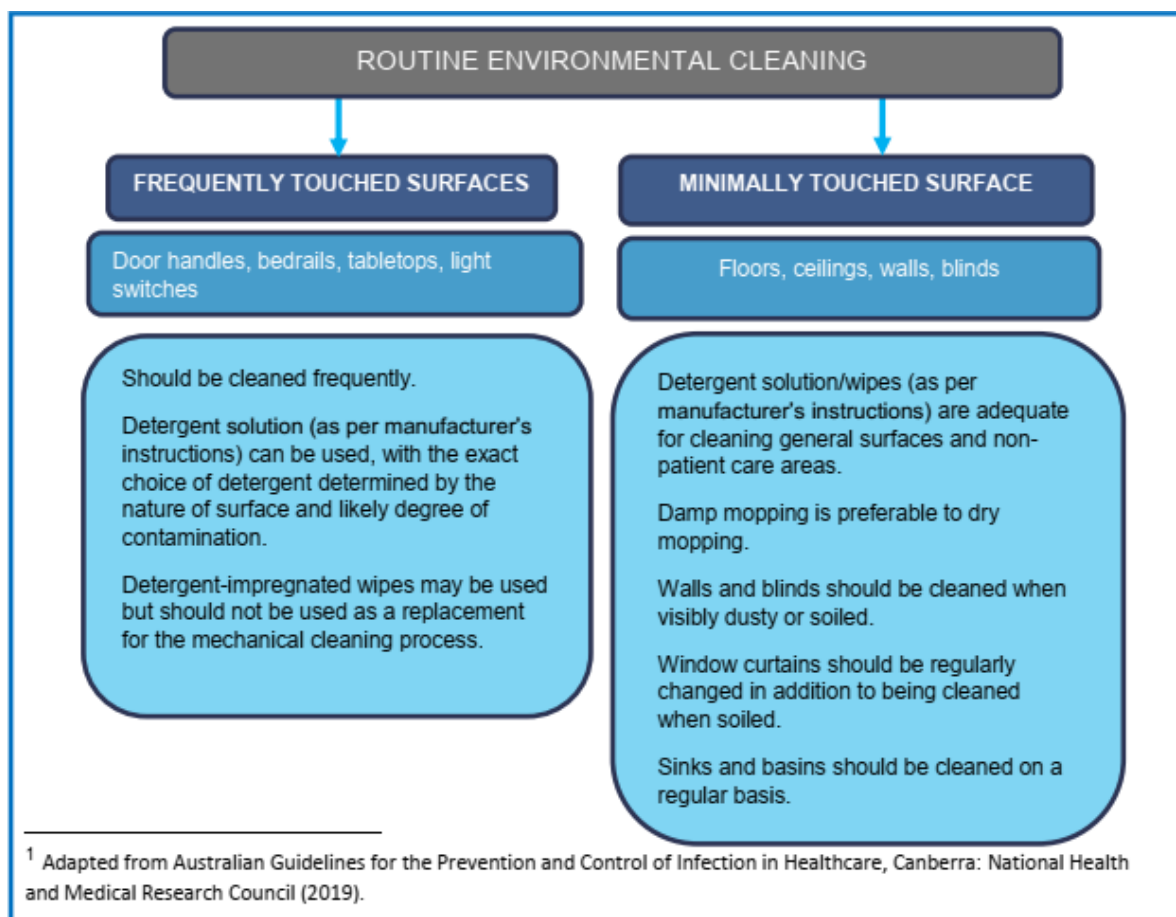 ROUTINE ENVIRONMENTAL CLEANING
FREQUENTLY TOUCHED SURFACES
Door handles, bedrails, tabletops, light
switches
Should be cleaned frequently.
Detergent solution (as per manufacturer's
instructions) can be used, with the exact
choice of detergent determined by the
nature of surface and likely degree of
contamination.
Detergent-impregnated wipes may be used
but should not be used as a replacement
for the mechanical cleaning process.
MINIMALLY TOUCHED SURFACE
Floors, ceilings, walls, blinds
Detergent solution/wipes (as per
manufacturer's instructions) are adequate
for cleaning general surfaces and non-
patient care areas.
Damp mopping is preferable to dry
mopping.
Walls and blinds should be cleaned when
visibly dusty or soiled.
Window curtains should be regularly
changed in addition to being cleaned
when soiled.
Sinks and basins should be cleaned on a
regular basis.
1 Adapted from Australian Guidelines for the Prevention and Control of Infection in Healthcare, Canberra: National Health
and Medical Research Council (2019).